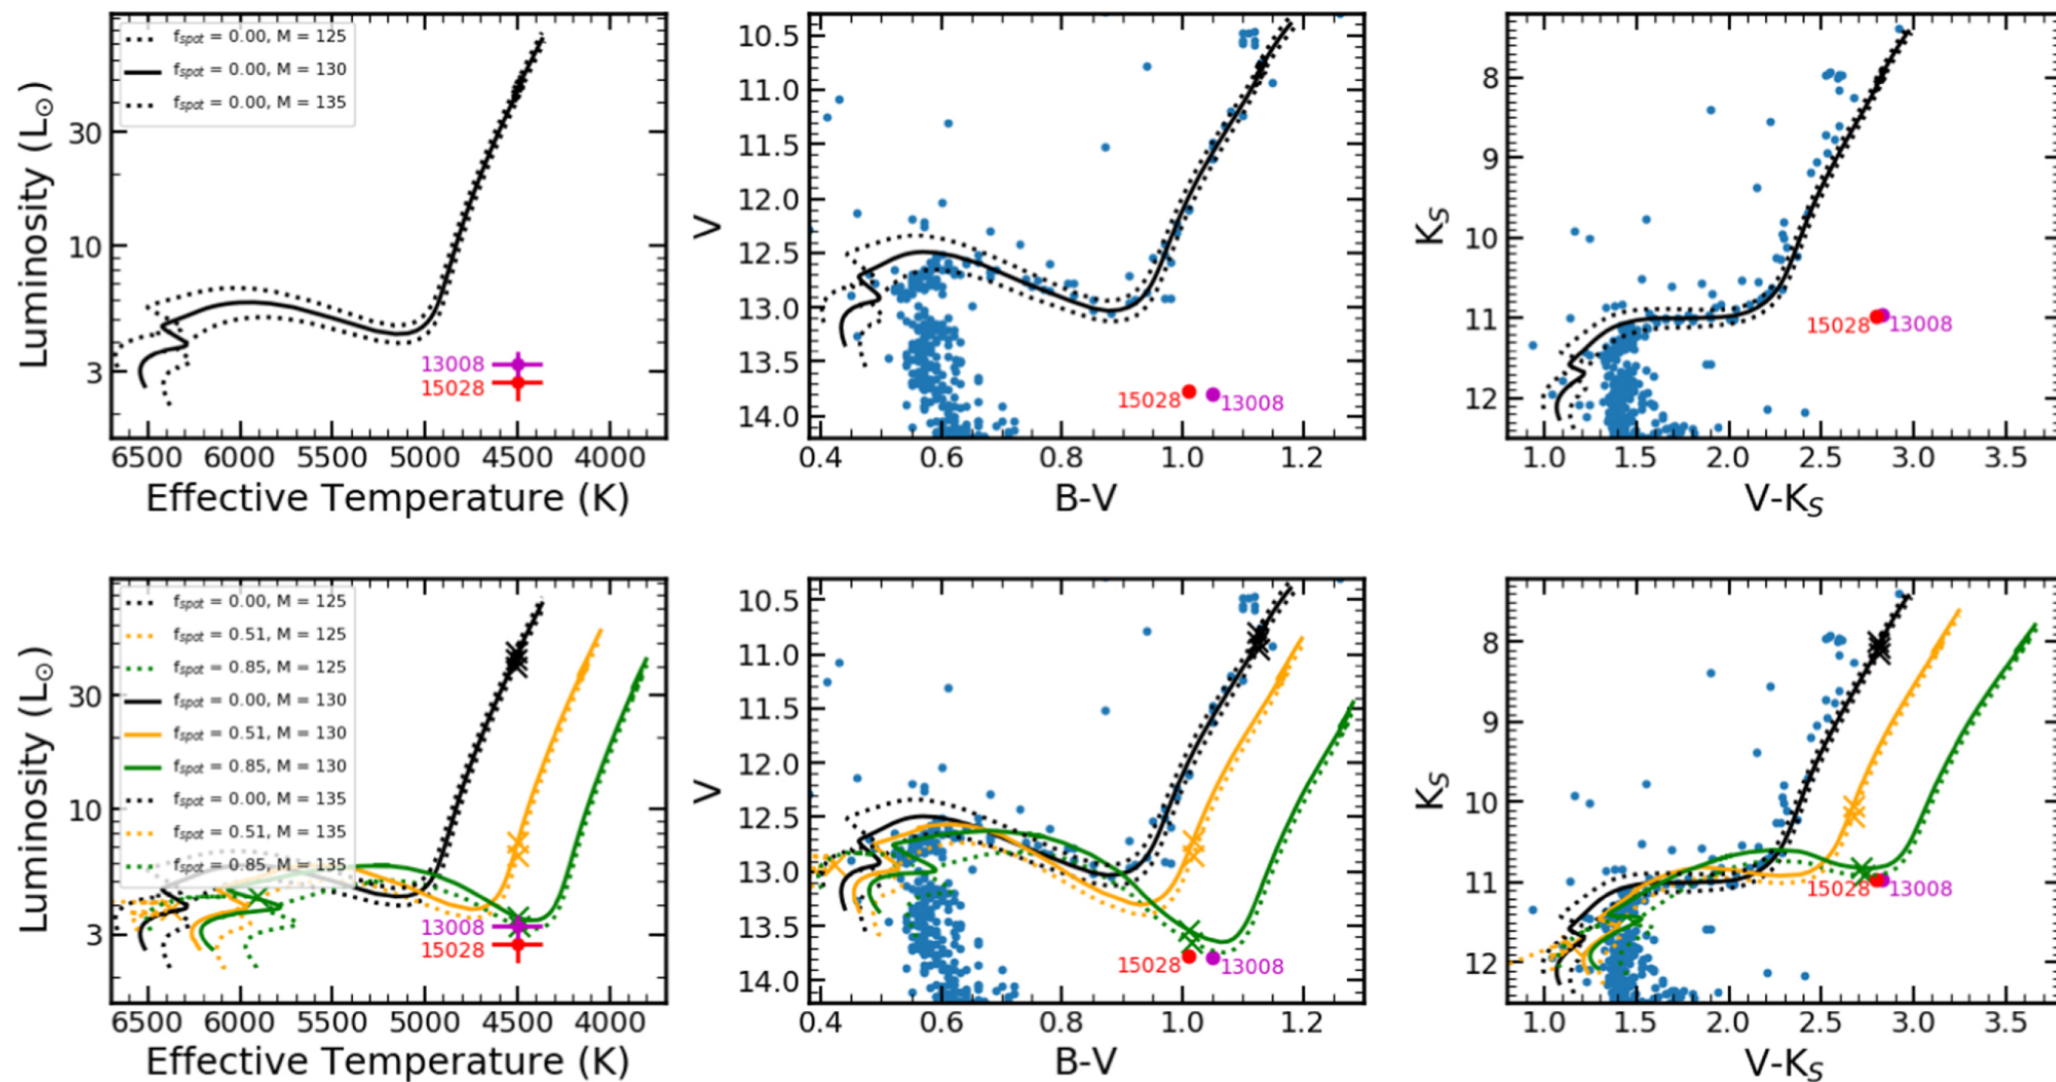 Luminosity (L⊙)
f_spot = 0.00, M = 125
f_spot = 0.00, M = 130
f_spot = 0.00, M = 135
30
10
3
13008
15028
6500 6000 5500 5000 4500 4000
Effective Temperature (K)
V
10.5
11.0
11.5
12.0
12.5
13.0
13.5
14.0
15028
13008
0.4 0.6 0.8 1.0 1.2
B-V
K_S
8
9
10
11
12
15028
13008
1.0 1.5 2.0 2.5 3.0 3.5
V-K_S
Luminosity (L⊙)
f_spot = 0.00, M = 125
f_spot = 0.51, M = 125
f_spot = 0.85, M = 125
f_spot = 0.00, M = 130
f_spot = 0.51, M = 130
f_spot = 0.85, M = 130
f_spot = 0.00, M = 135
f_spot = 0.51, M = 135
f_spot = 0.85, M = 135
30
10
3
13008
15028
6500 6000 5500 5000 4500 4000
Effective Temperature (K)
V
10.5
11.0
11.5
12.0
12.5
13.0
13.5
14.0
15028
13008
0.4 0.6 0.8 1.0 1.2
B-V
K_S
8
9
10
11
12
15028
13008
1.0 1.5 2.0 2.5 3.0 3.5
V-K_S